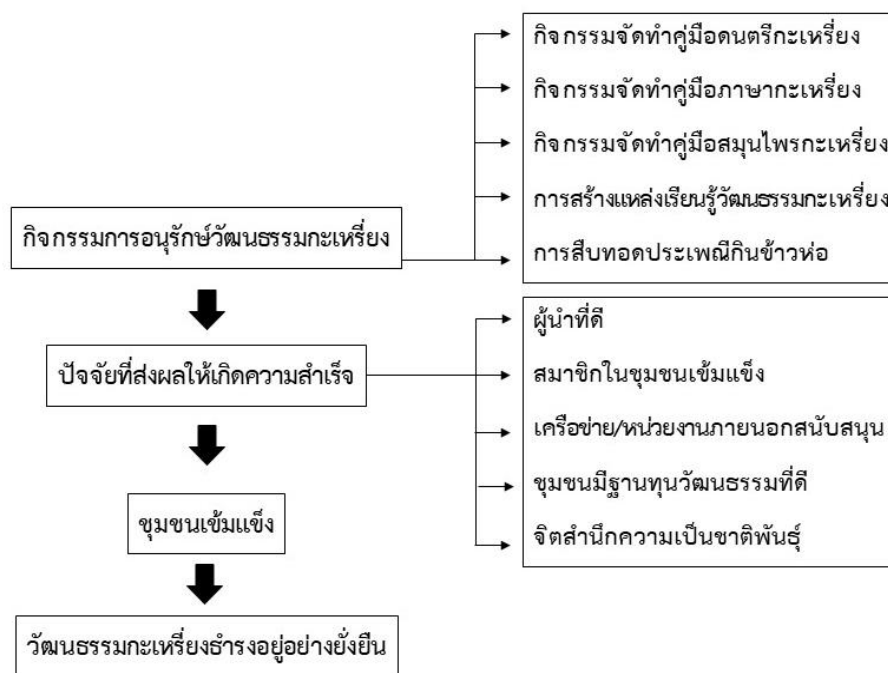 กิจกรรมจัดทำคู่มือดนตรีกะเหรี่ยง
กิจกรรมจัดทำคู่มือภาษากะเหรี่ยง
กิจกรรมจัดทำคู่มือสมุนไพรกะเหรี่ยง
การสร้างแหล่งเรียนรู้วัฒนธรรมกะเหรี่ยง
กิจกรรมการอนุรักษ์วัฒนธรรมกะเหรี่ยง
การสืบทอดประเพณีกินข้าวห่อ
ผู้นำที่ดี
ปัจจัยที่ส่งผลให้เกิดความสำเร็จ
สมาชิกในชุมชนเข้มแข็ง
เครือข่าย/หน่วยงานภายนอกสนับสนุน
ชุมชนมีฐานทุนวัฒนธรรมที่ดี
ชุมชนเข้มแข็ง
จิตสำนึกความเป็นชาติพันธุ์
วัฒนธรรมกะเหรี่ยงธำรงอยู่อย่างยั่งยืน